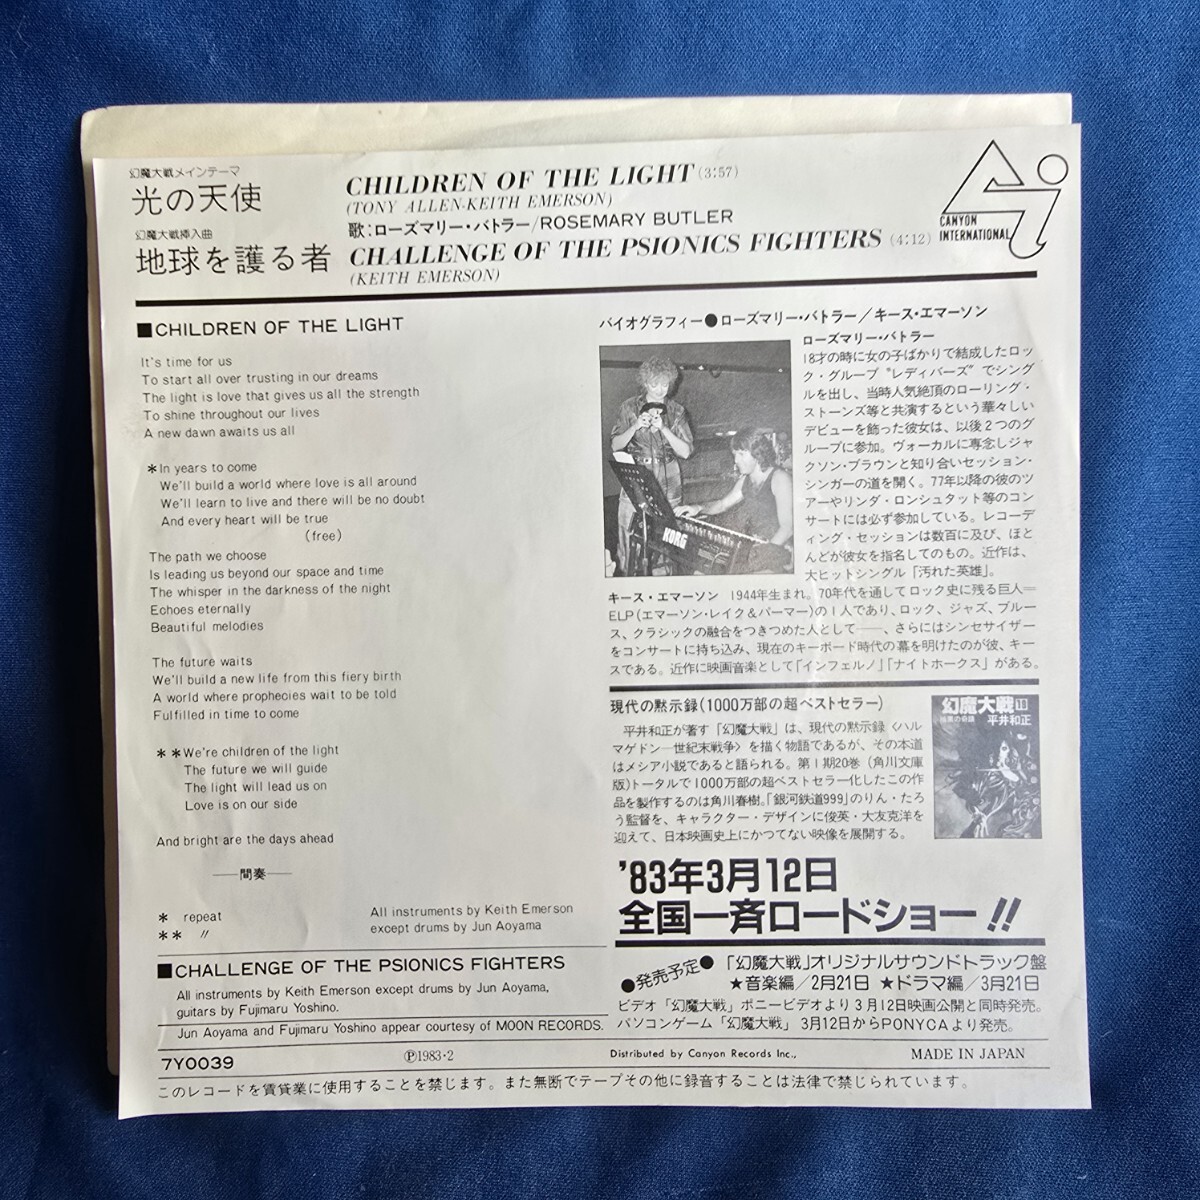 幻魔大戦メインテーマ
光の天使
CHILDREN OF THE LIGHT (3:57)
(TONY ALLEN-KEITH EMERSON)
歌:ローズマリー・バトラー/ROSEMARY BUTLER
幻魔大戦挿入曲
地球を護る者
CHALLENGE OF THE PSIONICS FIGHTERS (4:12)
(KEITH EMERSON)
CANYON
INTERNATIONAL
■CHILDREN OF THE LIGHT
It's time for us
To start all over trusting in our dreams
The light is love that gives us all the strength
To shine throughout our lives
A new dawn awaits us all
*In years to come
We'll build a world where love is all around
We'll learn to live and there will be no doubt
And every heart will be true
(free)
The path we choose
Is leading us beyond our space and time
The whisper in the darkness of the night
Echoes eternally
Beautiful melodies
The future waits
We'll build a new life from this fiery birth
A world where prophecies wait to be told
Fulfilled in time to come
**We're children of the light
The future we will guide
The light will lead us on
Love is on our side
And bright are the days ahead
——間奏——
* repeat
** 〃
All instruments by Keith Emerson
except drums by Jun Aoyama
■CHALLENGE OF THE PSIONICS FIGHTERS
All instruments by Keith Emerson except drums by Jun Aoyama,
guitars by Fujimaru Yoshino.
Jun Aoyama and Fujimaru Yoshino appear courtesy of MOON RECORDS.
バイオグラフィー●ローズマリー・バトラー/キース・エマーソン
ローズマリー・バトラー
18才の時に女の子ばかりで結成したロッ
ク・グループ"レディバーズ"でシング
ルを出し、当時人気絶頂のローリング・
ストーンズ等と共演するという華々しい
デビューを飾った彼女は、以後2つのグ
ループに参加。ヴォーカルに専念しジャ
クソン・ブラウンと知り合いセッション・
シンガーの道を開く。77年以降の彼のツ
アーやリンダ・ロンシュタット等のコン
サートには必ず参加している。レコーデ
ィング・セッションは数百に及び、ほと
んどが彼女を指名してのもの。近作は、
大ヒットシングル「汚れた英雄」。
KORG
キース・エマーソン 1944年生まれ。70年代を通してロック史に残る巨人=
ELP(エマーソン・レイク&パーマー)の1人であり、ロック、ジャズ、ブルー
ス、クラシックの融合をつきつめた人として——、さらにはシンセサイザー
をコンサートに持ち込み、現在のキーボード時代の幕を明けたのが彼、キー
スである。近作に映画音楽として「インフェルノ」「ナイトホークス」がある。
現代の黙示録(1000万部の超ベストセラー)
平井和正が著す「幻魔大戦」は、現代の黙示録〈ハル
マゲドン—世紀末戦争〉を描く物語であるが、その本道
はメシア小説であると語られる。第1期20巻(角川文庫
版)トータルで1000万部の超ベストセラー化したこの作
品を製作するのは角川春樹。「銀河鉄道999」のりん・たろ
う監督を、キャラクター・デザインに俊英・大友克洋を
迎えて、日本映画史上にかつてない映像を展開する。
幻魔大戦
平井和正
'83年3月12日
全国一斉ロードショー!!
●発売予定●
「幻魔大戦」オリジナルサウンドトラック盤
★音楽編/2月21日 ★ドラマ編/3月21日
ビデオ「幻魔大戦」ポニービデオより3月12日映画公開と同時発売。
パソコンゲーム「幻魔大戦」3月12日からPONYCAより発売。
7Y0039 Ⓟ1983・2 Distributed by Canyon Records Inc., MADE IN JAPAN
このレコードを賃貸業に使用することを禁じます。また無断でテープその他に録音することは法律で禁じられています。